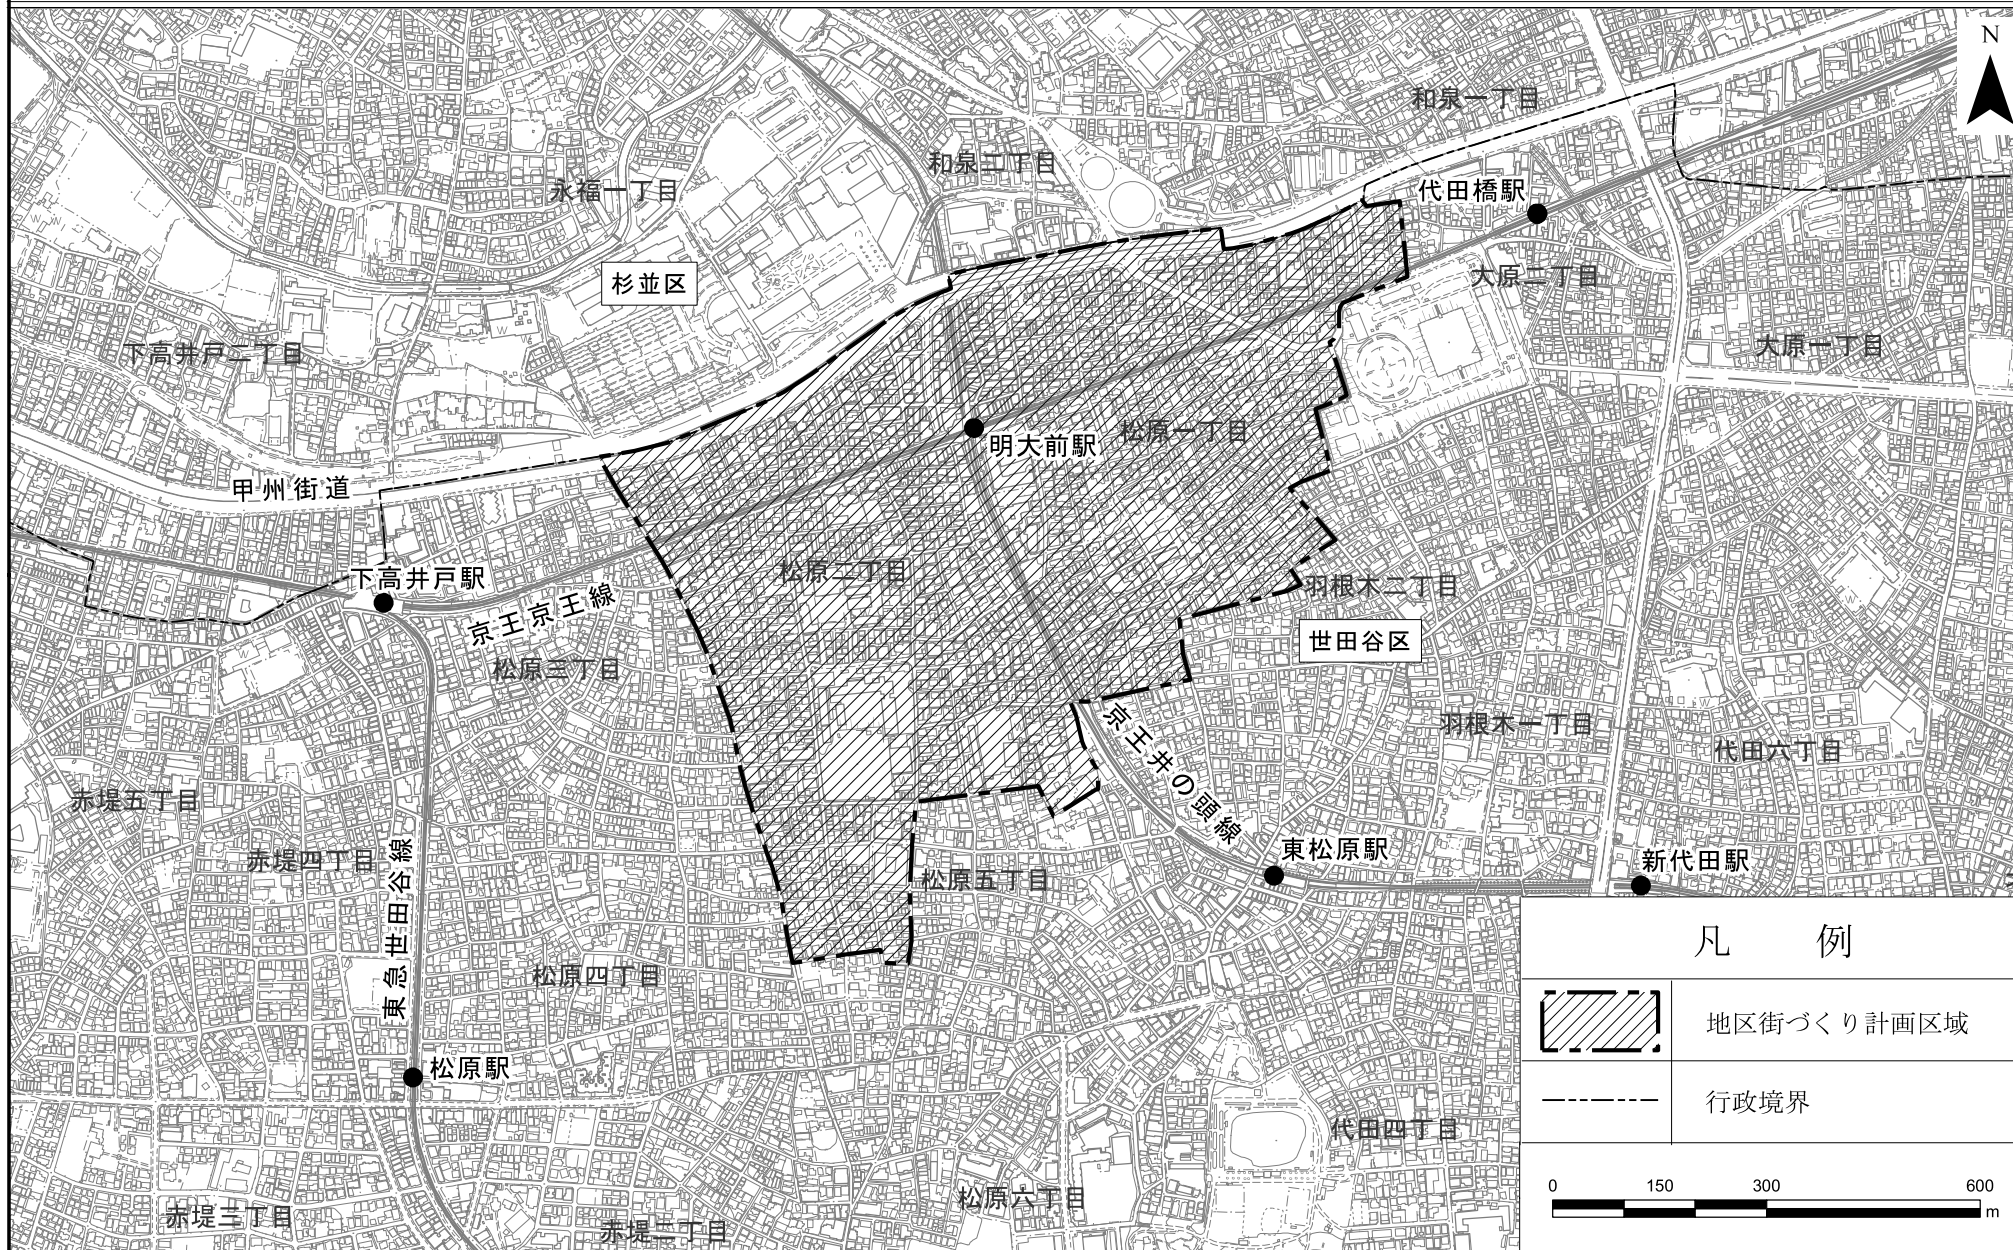 N
和泉一丁目
和泉二丁目
永福一丁目
代田橋駅
杉並区
大原二丁目
下高井戸二丁目
大原一丁目
松原一丁目
明大前駅
甲州街道
松原二丁目
下高井戸駅
羽根木二丁目
京王京王線
世田谷区
松原三丁目
京王井の頭線
羽根木一丁目
代田六丁目
赤堤五丁目
東松原駅
赤堤四丁目
新代田駅
松原五丁目
東急世田谷線
松原四丁目
松原駅
代田四丁目
松原六丁目
赤堤三丁目
赤堤二丁目
凡 例
地区街づくり計画区域
行政境界
0 150 300 600
m